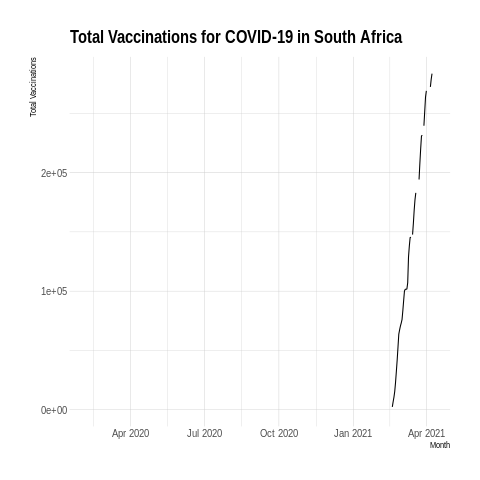 Total Vaccinations for COVID-19 in South Africa
Total Vaccinations
2e+05
1e+05
0e+00
Apr 2020 Jul 2020 Oct 2020 Jan 2021 Apr 2021
Month